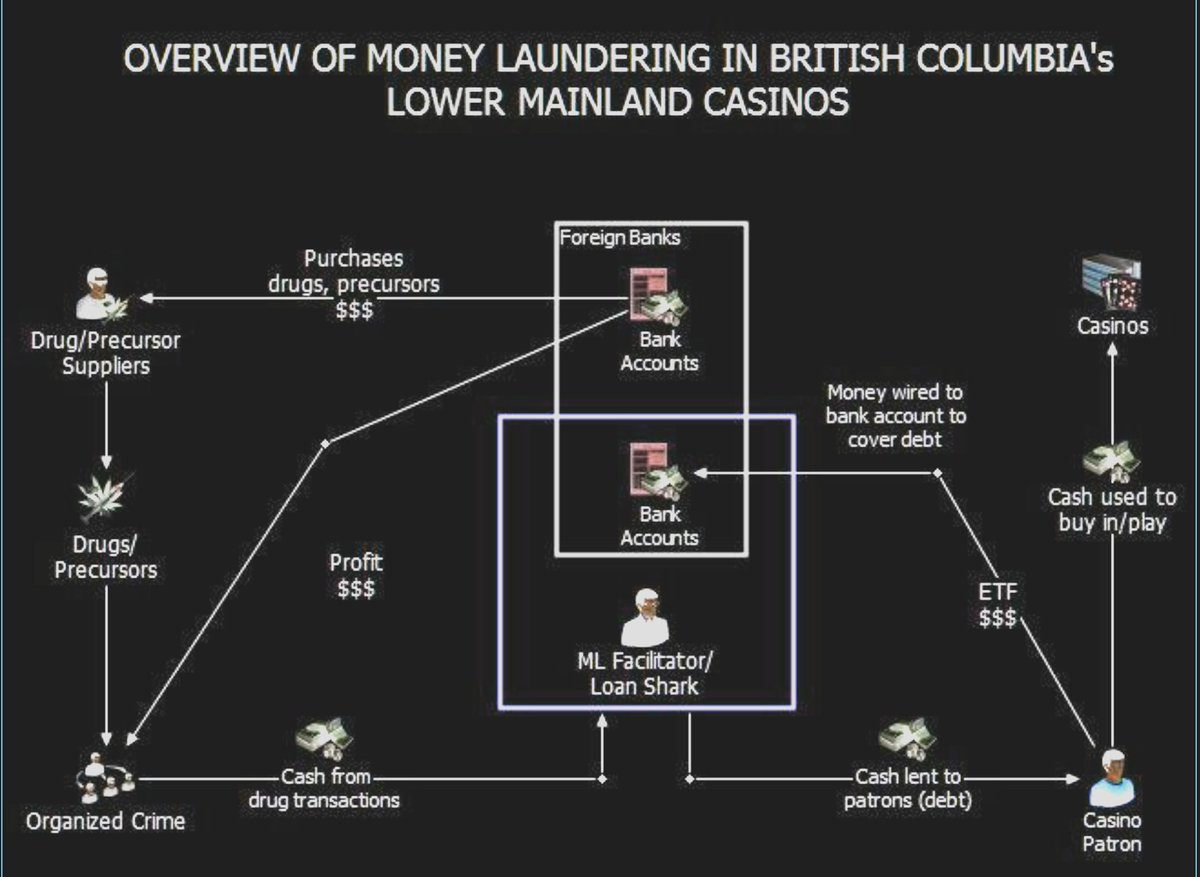 OVERVIEW OF MONEY LAUNDERING IN BRITISH COLUMBIA's
LOWER MAINLAND CASINOS
Foreign Banks
Purchases
drugs, precursors
$$$
Drug/Precursor
Suppliers
Bank
Accounts
Casinos
Money wired to
bank account to
cover debt
Bank
Accounts
Cash used to
buy in/play
Drugs/
Precursors
Profit
$$$
ETF
$$$
ML Facilitator/
Loan Shark
Cash from
drug transactions
Cash lent to
patrons (debt)
Organized Crime
Casino
Patron